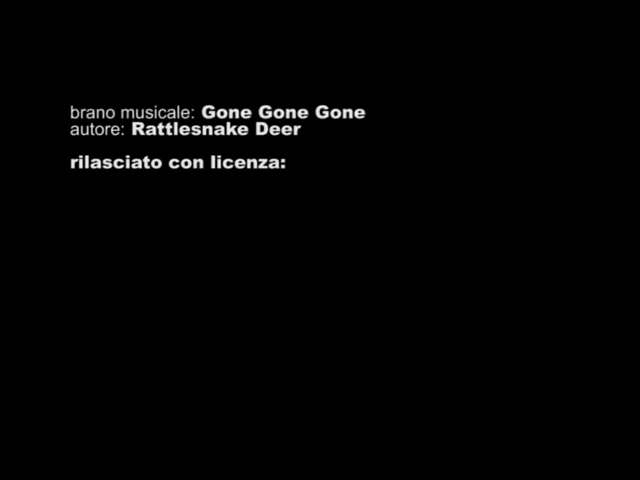 brano musicale: Gone Gone Gone
autore: Rattlesnake Deer
rilasciato con licenza: